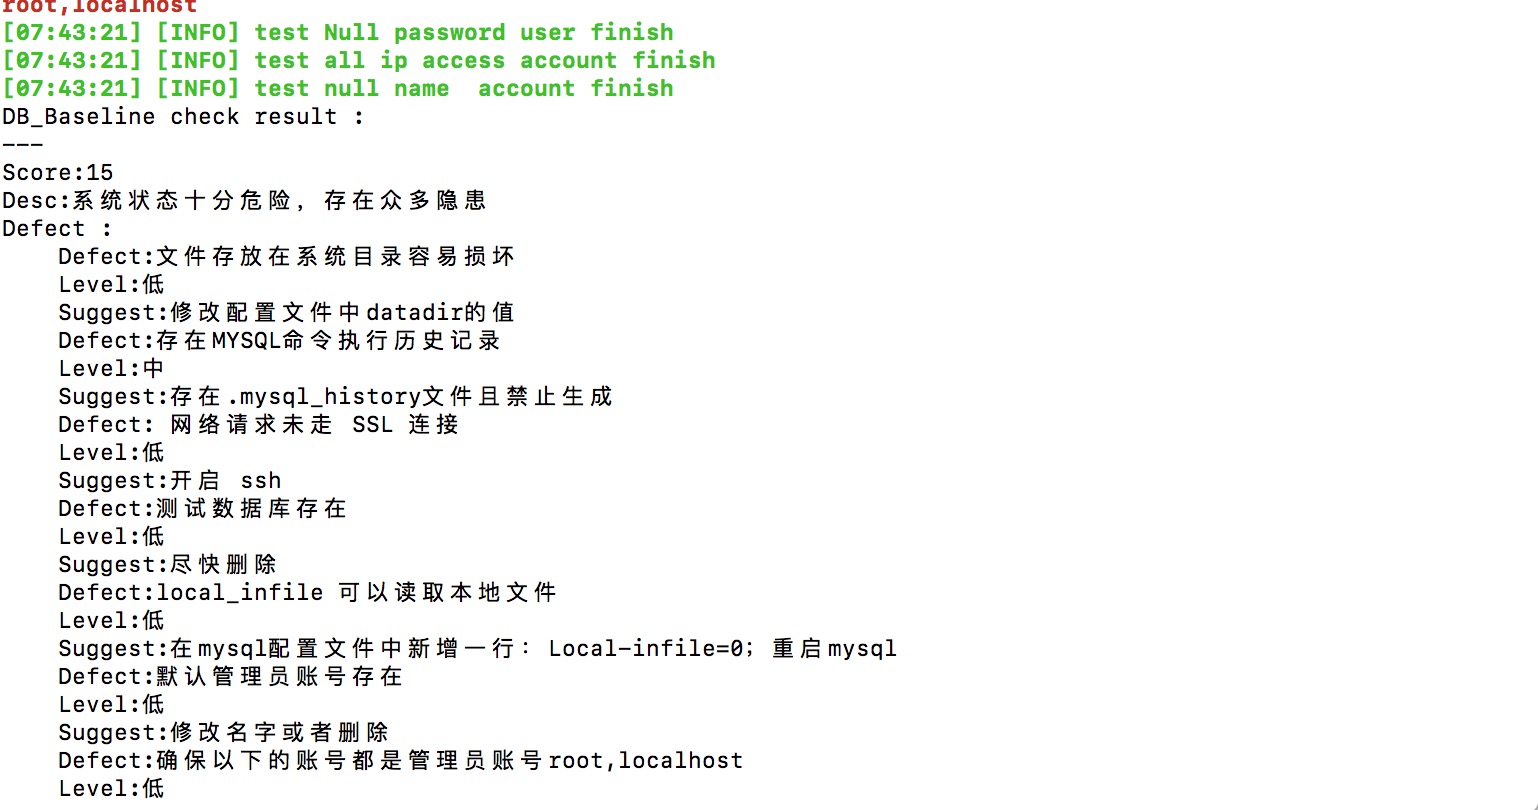 root,localhost
[07:43:21] [INFO] test Null password user finish
[07:43:21] [INFO] test all ip access account finish
[07:43:21] [INFO] test null name  account finish
DB_Baseline check result :
---
Score:15
Desc:系统状态十分危险, 存在众多隐患
Defect :
    Defect:文件存放在系统目录容易损坏
    Level:低
    Suggest:修改配置文件中datadir的值
    Defect:存在MYSQL命令执行历史记录
    Level:中
    Suggest:存在.mysql_history文件且禁止生成
    Defect: 网络请求未走 SSL 连接
    Level:低
    Suggest:开启 ssh
    Defect:测试数据库存在
    Level:低
    Suggest:尽快删除
    Defect:local_infile 可以读取本地文件
    Level:低
    Suggest:在mysql配置文件中新增一行：Local-infile=0；重启mysql
    Defect:默认管理员账号存在
    Level:低
    Suggest:修改名字或者删除
    Defect:确保以下的账号都是管理员账号root,localhost
    Level:低